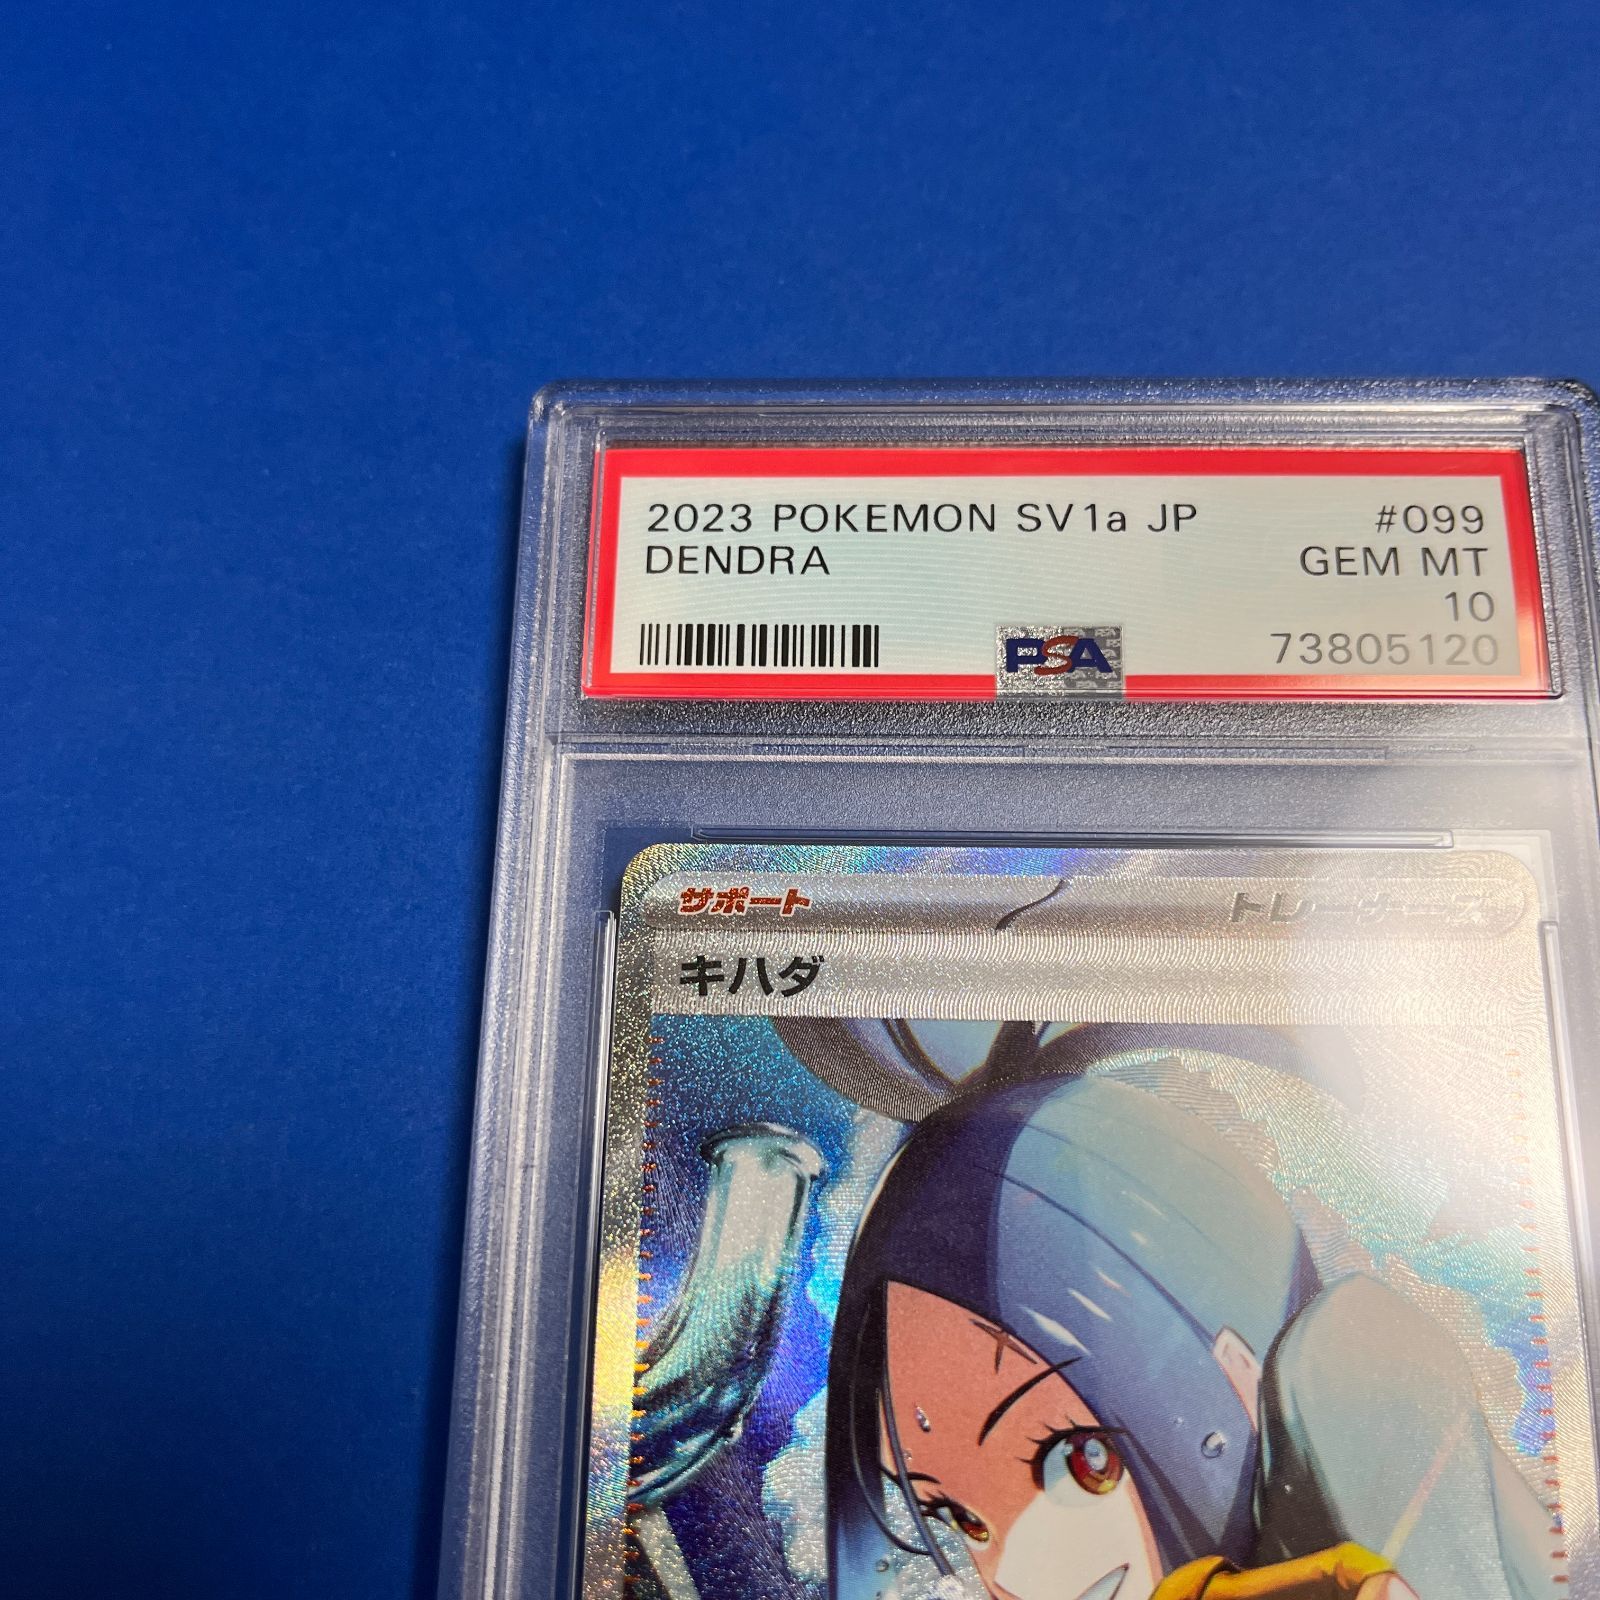 2023 POKEMON SV1a JP #099
DENDRA GEM MT
10
PSA 73805120
サポート トレーナーズ
キハダ